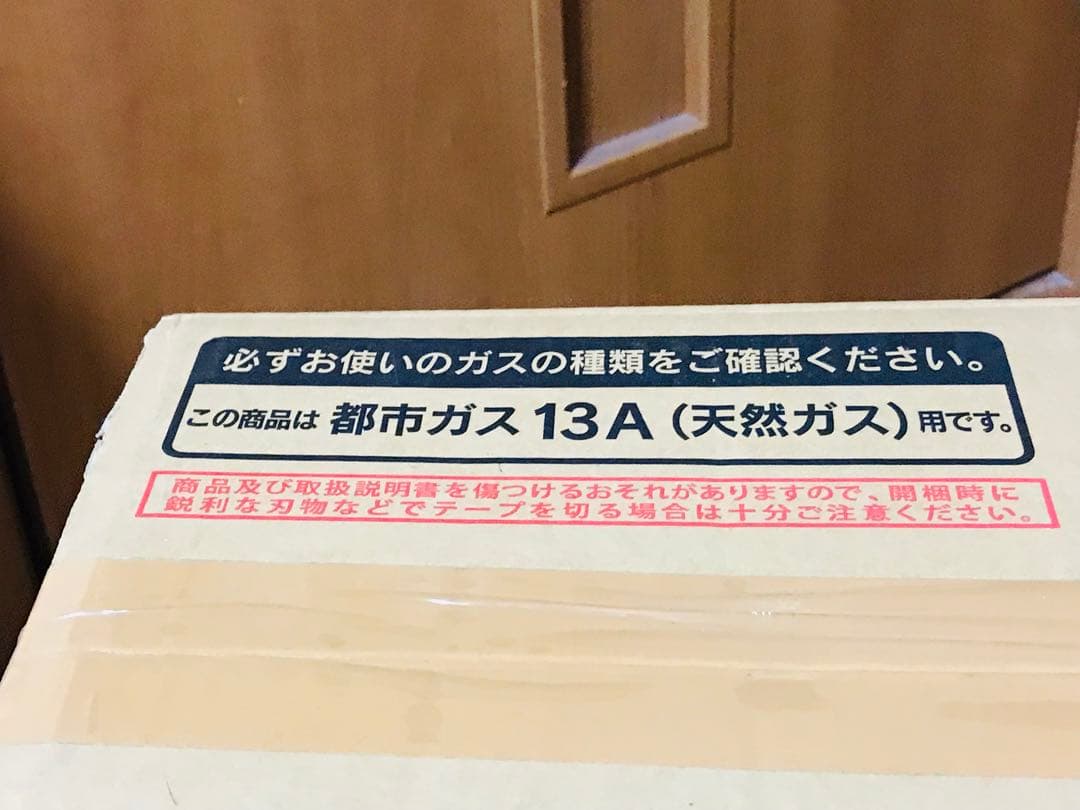 必ずお使いのガスの種類をご確認ください。
この商品は 都市ガス 13A (天然ガス) 用です。
商品及び取扱説明書を傷つけるおそれがありますので、開梱時に
鋭利な刃物などでテープを切る場合は十分ご注意ください。